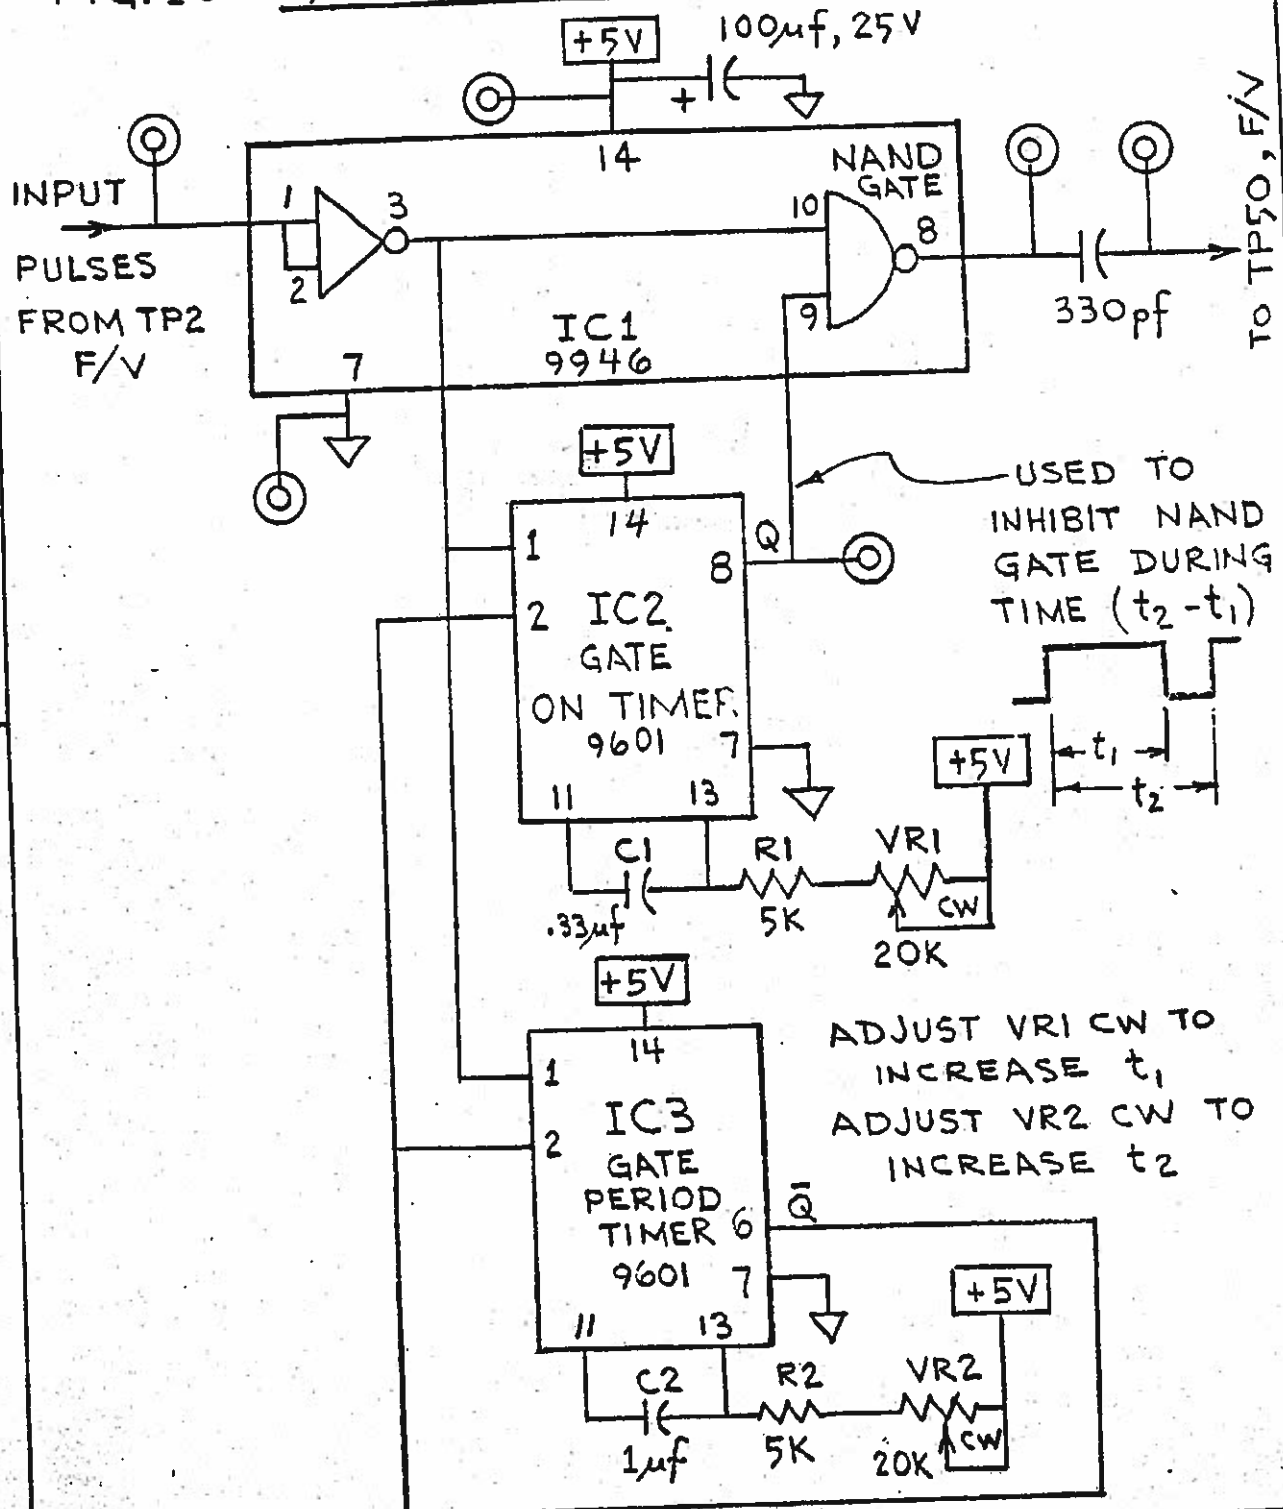 +5V
100µf, 25V
+
14
NAND
GATE
INPUT
PULSES
FROM TP2
F/V
1
2
3
10
9
8
330pf
TO TP50, F/V
IC1
9946
7
+5V
14
1
2
Q
8
IC2
GATE
ON TIMER
9601
7
11
13
USED TO
INHIBIT NAND
GATE DURING
TIME (t2-t1)
t1
t2
+5V
C1
.33µf
R1
5K
VR1
CW
20K
+5V
14
1
2
IC3
GATE
PERIOD
TIMER
9601
Q̅
6
7
11
13
ADJUST VR1 CW TO
INCREASE t1
ADJUST VR2 CW TO
INCREASE t2
+5V
C2
1µf
R2
5K
VR2
CW
20K